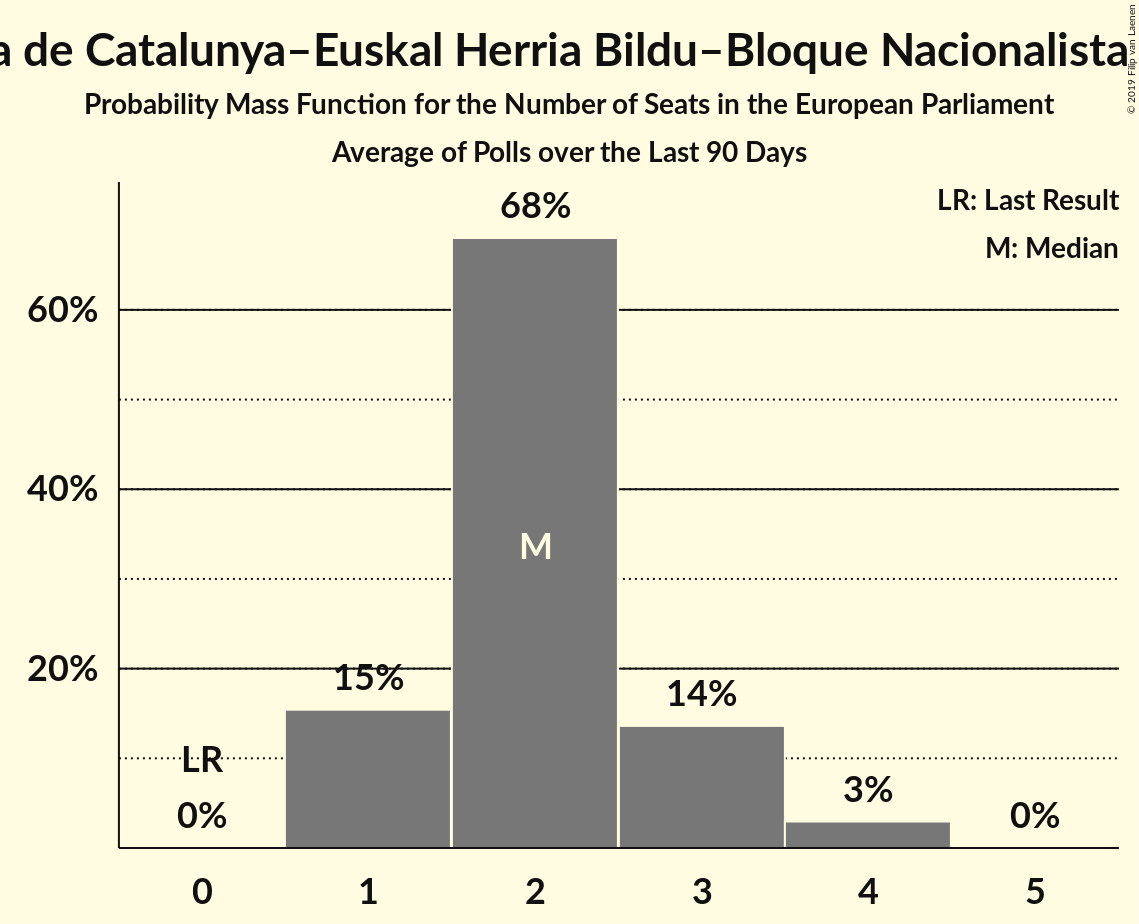 a de Catalunya–Euskal Herria Bildu–Bloque Nacionalista
Probability Mass Function for the Number of Seats in the European Parliament
Average of Polls over the Last 90 Days
© 2019 Filip van Laenen
LR: Last Result
M: Median
68%
60%
40%
M
20%
15%
14%
LR
3%
0%
0%
0 1 2 3 4 5